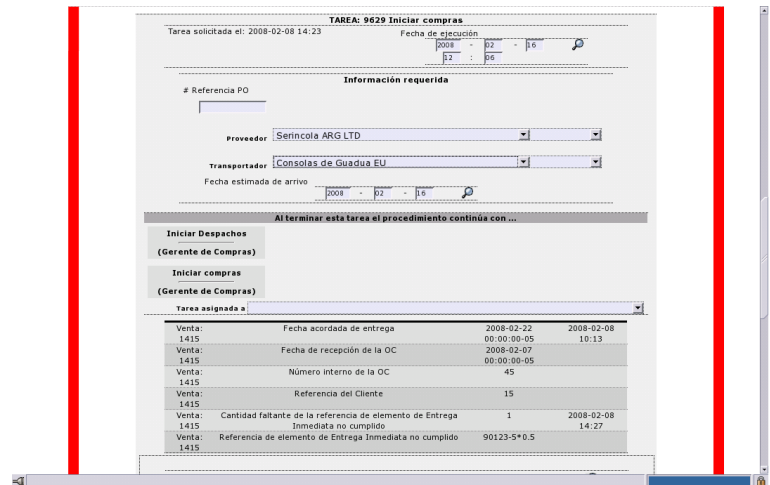 TAREA: 9629 Iniciar compras
Tarea solicitada el: 2008-02-08 14:23
Fecha de ejecución
2008 - 02 - 16
12 : 06
Información requerida
# Referencia PO
Proveedor Serincola ARG LTD
Transportador Consolas de Guadua EU
Fecha estimada de arrivo
2008 - 02 - 16
Al terminar esta tarea el procedimiento continúa con ...
Iniciar Despachos
(Gerente de Compras)
Iniciar compras
(Gerente de Compras)
Tarea asignada a
Venta: Fecha acordada de entrega 2008-02-22 2008-02-08
1415 00:00:00-05 10:13
Venta: Fecha de recepción de la OC 2008-02-07
1415 00:00:00-05
Venta: Número interno de la OC 45
1415
Venta: Referencia del Cliente 15
1415
Venta: Cantidad faltante de la referencia de elemento de Entrega 1 2008-02-08
1415 Inmediata no cumplido 14:27
Venta: Referencia de elemento de Entrega Inmediata no cumplido 90123-5*0.5
1415